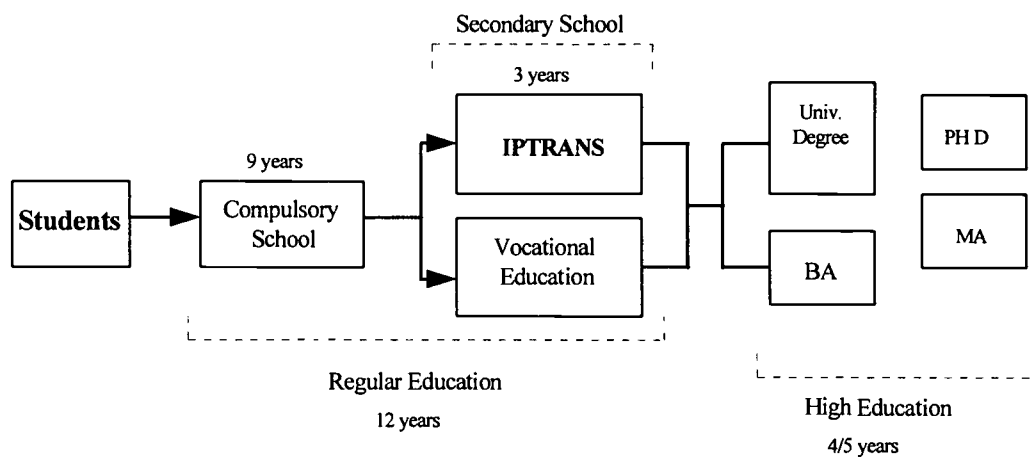 Secondary School
3 years
IPTRANS
9 years
Students
Compulsory
School
Vocational
Education
Univ.
Degree
PH D
MA
BA
Regular Education
12 years
High Education
4/5 years